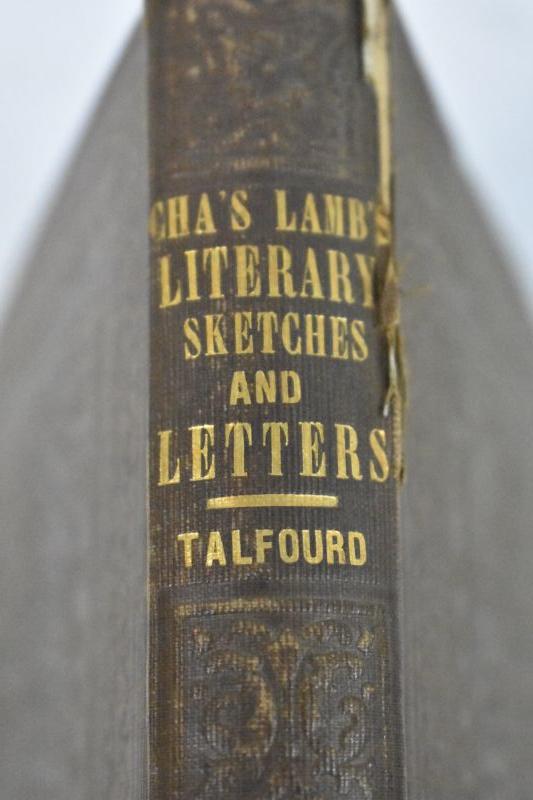 CHA'S LAMB'S
LITERARY
SKETCHES
AND
LETTERS
TALFOURD